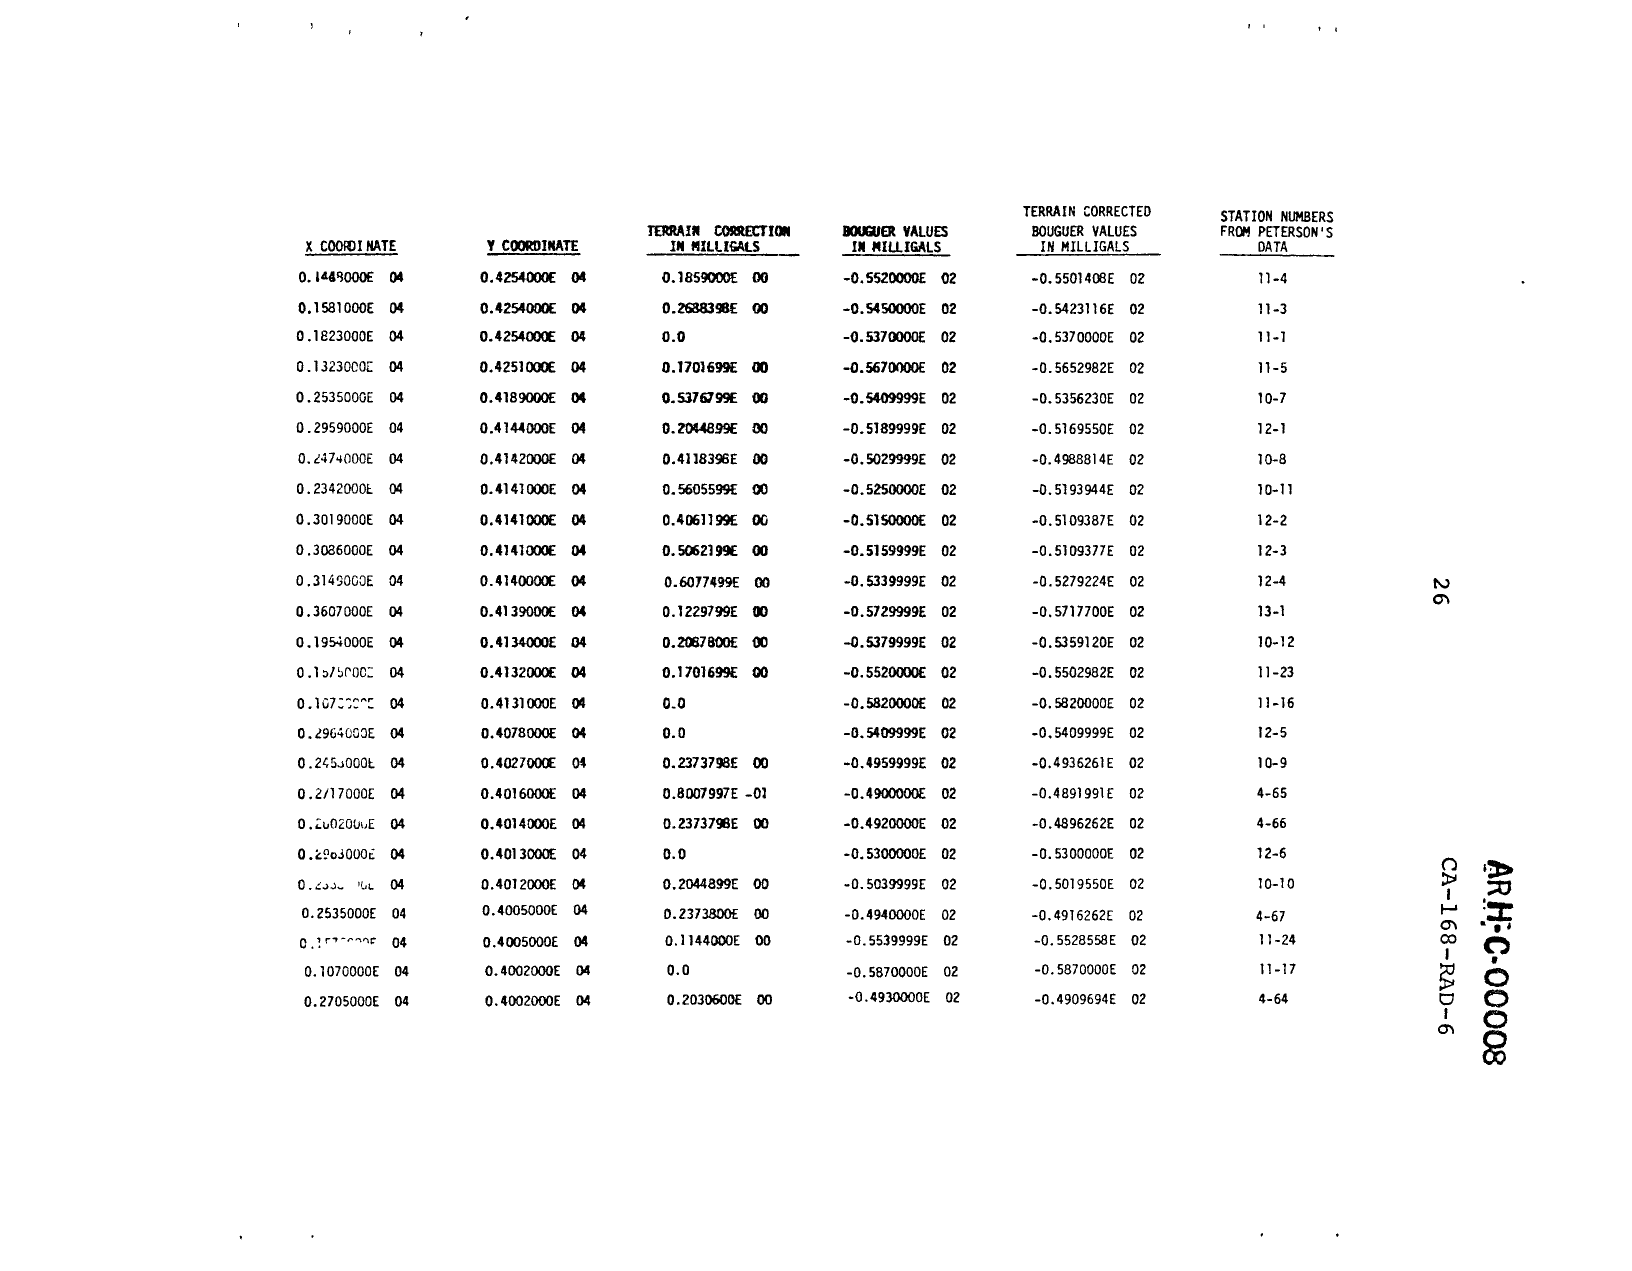 TERRAIN CORRECTED
BOUGUER VALUES
IN MILLIGALS
STATION NUMBERS
FROM PETERSON'S
DATA
TERRAIN CORRECTION
IN MILLIGALS
BOUGUER VALUES
IN MILLIGALS
X COORDINATE Y COORDINATE
0.1448000E 04 0.4254000E 04 0.1859000E 00 -0.5520000E 02 -0.5501408E 02 11-4
0.1581000E 04 0.4254000E 04 0.2688398E 00 -0.5450000E 02 -0.5423116E 02 11-3
0.1823000E 04 0.4254000E 04 0.0 -0.5370000E 02 -0.5370000E 02 11-1
0.1323000E 04 0.4251000E 04 0.1701699E 00 -0.5670000E 02 -0.5652982E 02 11-5
0.2535000E 04 0.4189000E 04 0.5376799E 00 -0.5409999E 02 -0.5356230E 02 10-7
0.2959000E 04 0.4144000E 04 0.2044899E 00 -0.5189999E 02 -0.5169550E 02 12-1
0.2474000E 04 0.4142000E 04 0.4118398E 00 -0.5029999E 02 -0.4988814E 02 10-8
0.2342000E 04 0.4141000E 04 0.5605599E 00 -0.5250000E 02 -0.5193944E 02 10-11
0.3019000E 04 0.4141000E 04 0.4061199E 00 -0.5150000E 02 -0.5109387E 02 12-2
0.3086000E 04 0.4141000E 04 0.5062199E 00 -0.5159999E 02 -0.5109377E 02 12-3
0.3149000E 04 0.4140000E 04 0.6077499E 00 -0.5339999E 02 -0.5279224E 02 12-4
0.3607000E 04 0.4139000E 04 0.1229799E 00 -0.5729999E 02 -0.5717700E 02 13-1
0.1954000E 04 0.4134000E 04 0.2087800E 00 -0.5379999E 02 -0.5359120E 02 10-12
04 0.4132000E 04 0.1701699E 00 -0.5520000E 02 -0.5502982E 02 11-23
04 0.4131000E 04 0.0 -0.5820000E 02 -0.5820000E 02 11-16
0.2964000E 04 0.4078000E 04 0.0 -0.5409999E 02 -0.5409999E 02 12-5
04 0.4027000E 04 0.2373798E 00 -0.4959999E 02 -0.4936261E 02 10-9
0.2717000E 04 0.4016000E 04 0.8007997E -01 -0.4900000E 02 -0.4891991E 02 4-65
04 0.4014000E 04 0.2373798E 00 -0.4920000E 02 -0.4896262E 02 4-66
04 0.4013000E 04 0.0 -0.5300000E 02 -0.5300000E 02 12-6
04 0.4012000E 04 0.2044899E 00 -0.5039999E 02 -0.5019550E 02 10-10
0.2535000E 04 0.4005000E 04 0.2373800E 00 -0.4940000E 02 -0.4916262E 02 4-67
04 0.4005000E 04 0.1144000E 00 -0.5539999E 02 -0.5528558E 02 11-24
0.1070000E 04 0.4002000E 04 0.0 -0.5870000E 02 -0.5870000E 02 11-17
0.2705000E 04 0.4002000E 04 0.2030600E 00 -0.4930000E 02 -0.4909694E 02 4-64
26
ARH-C-00008
CA-168-RAD-6